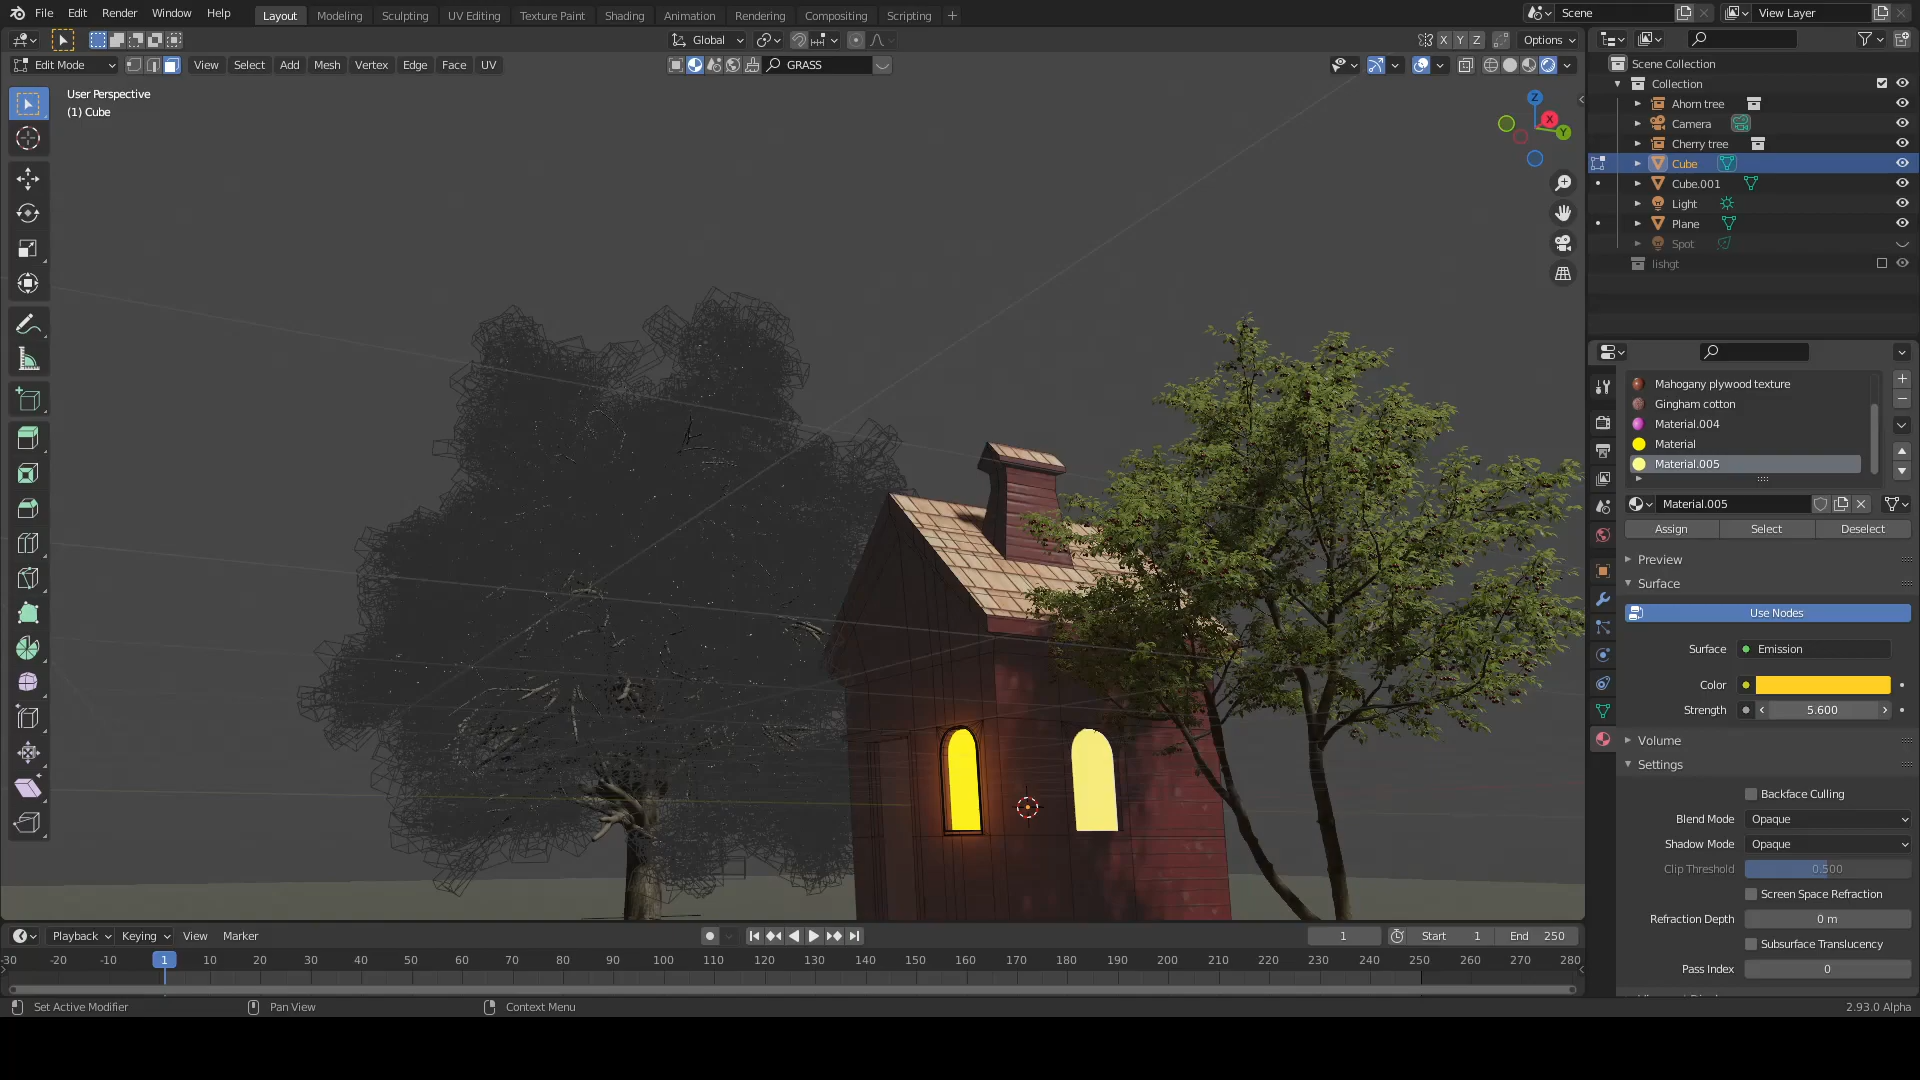 File Edit Render Window Help Layout Modeling Sculpting UV Editing Texture Paint Shading Animation Rendering Compositing Scripting + Scene View Layer
Global X Y Z Options
Edit Mode View Select Add Mesh Vertex Edge Face UV GRASS
User Perspective
(1) Cube
Z
X
Y
Scene Collection
Collection
Ahorn tree
Camera
Cherry tree
Cube
Cube.001
Light
Plane
Spot
lishgt
Mahogany plywood texture
Gingham cotton
Material.004
Material
Material.005
Material.005
Assign Select Deselect
Preview
Surface
Use Nodes
Surface Emission
Color
Strength 5.600
Volume
Settings
Backface Culling
Blend Mode Opaque
Shadow Mode Opaque
Clip Threshold 0.500
Screen Space Refraction
Refraction Depth 0 m
Subsurface Translucency
Pass Index 0
Playback Keying View Marker 1 Start 1 End 250
-30 -20 -10 1 10 20 30 40 50 60 70 80 90 100 110 120 130 140 150 160 170 180 190 200 210 220 230 240 250 260 270 280
Set Active Modifier Pan View Context Menu 2.93.0 Alpha